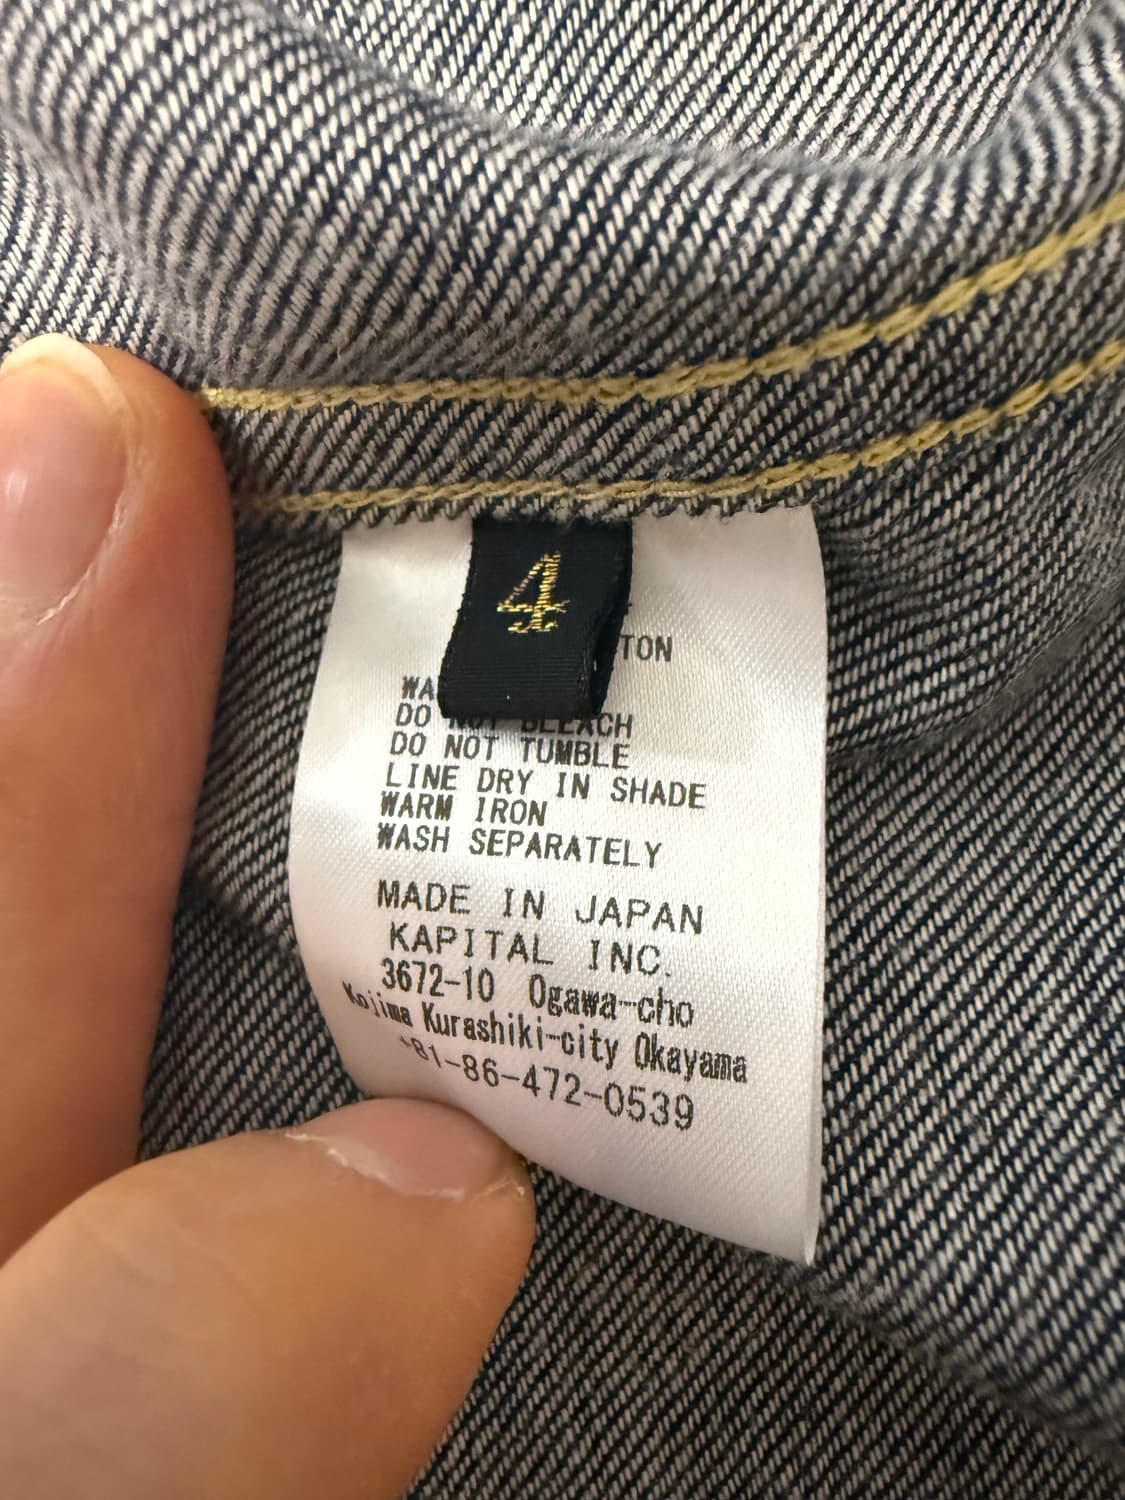 4
TON
WA
DO NOT BLEACH
DO NOT TUMBLE
LINE DRY IN SHADE
WARM IRON
WASH SEPARATELY
MADE IN JAPAN
KAPITAL INC.
3672-10 Ogawa-cho
Kojima Kurashiki-city Okayama
+81-86-472-0539